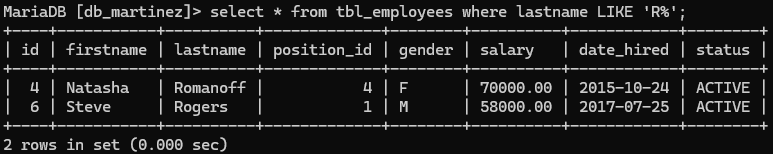 MariaDB [db_martinez]> select * from tbl_employees where lastname LIKE 'R%';
+----+-----------+----------+-------------+--------+----------+------------+--------+
| id | firstname | lastname | position_id | gender | salary   | date_hired | status |
+----+-----------+----------+-------------+--------+----------+------------+--------+
|  4 | Natasha   | Romanoff |           4 | F      | 70000.00 | 2015-10-24 | ACTIVE |
|  6 | Steve     | Rogers   |           1 | M      | 58000.00 | 2017-07-25 | ACTIVE |
+----+-----------+----------+-------------+--------+----------+------------+--------+
2 rows in set (0.000 sec)